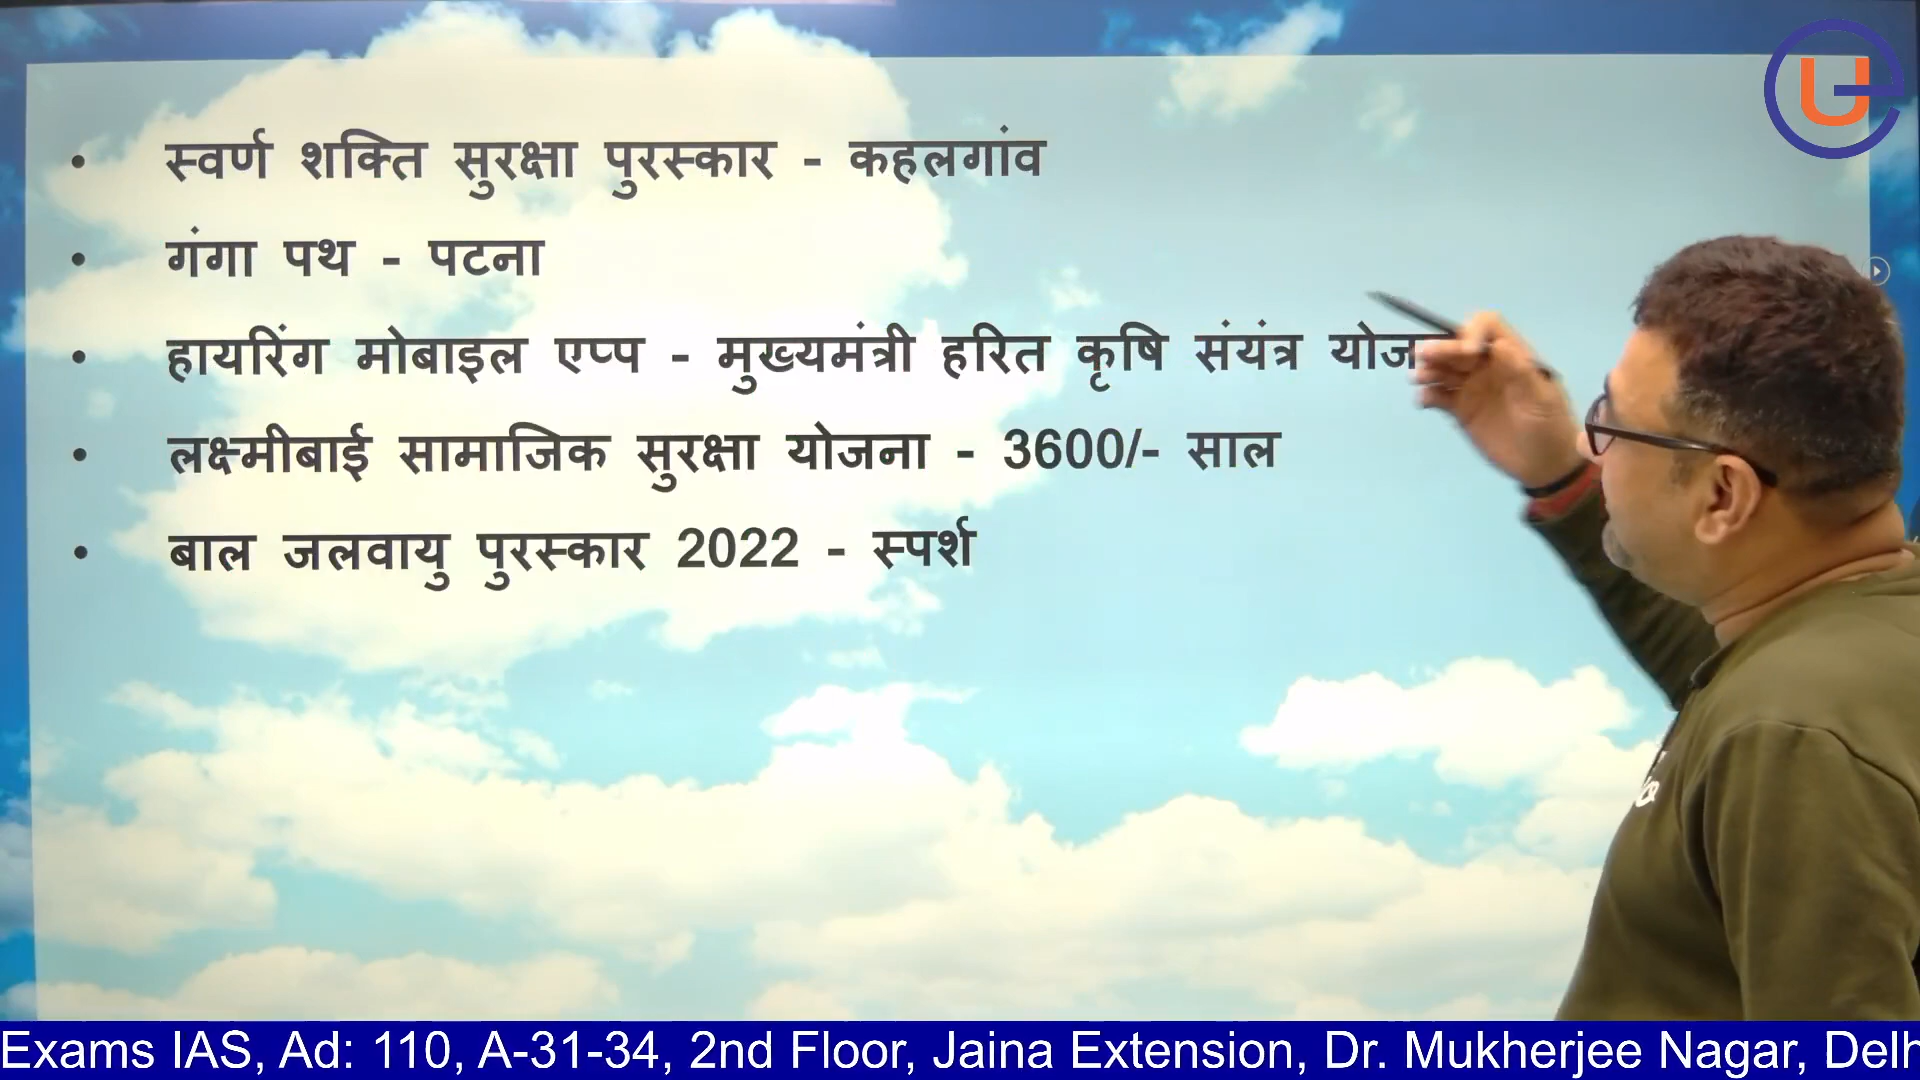 • स्वर्ण शक्ति सुरक्षा पुरस्कार - कहलगांव
• गंगा पथ - पटना
• हायरिंग मोबाइल एप्प - मुख्यमंत्री हरित कृषि संयंत्र
• लक्ष्मीबाई सामाजिक सुरक्षा योजना - 3600/- साल
• बाल जलवायु पुरस्कार 2022 - स्पर्श
Exams IAS, Ad: 110, A-31-34, 2nd Floor, Jaina Extension, Dr. Mukherjee Nagar,